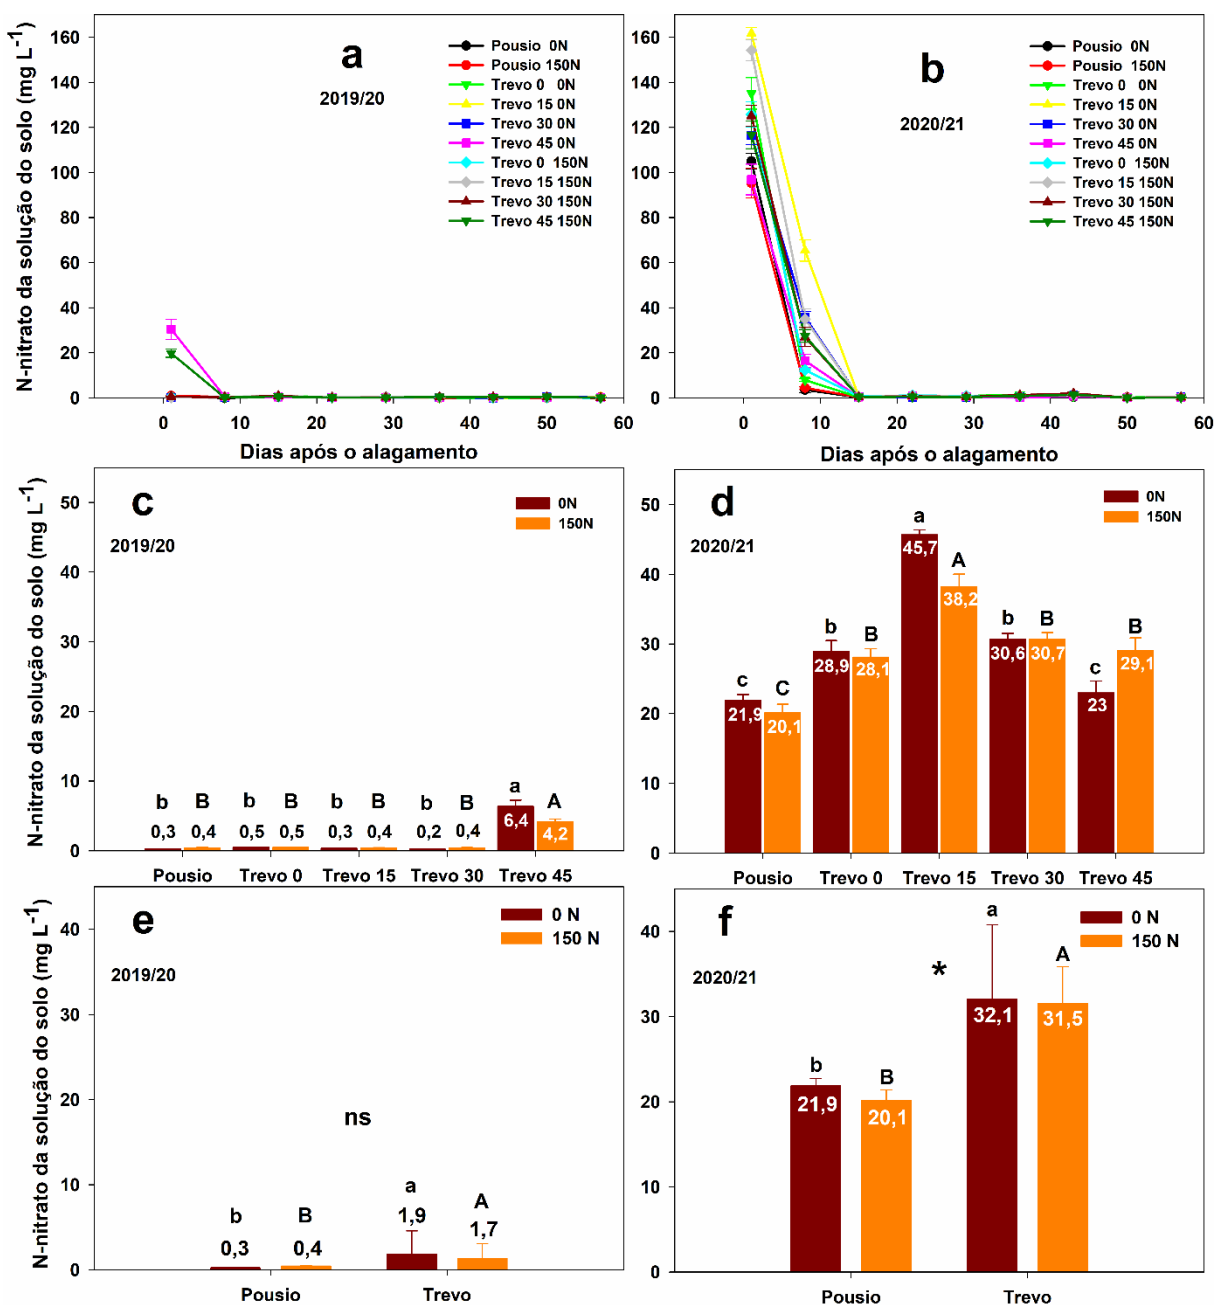 N-nitrato da solução do solo (mg L-1)
160
140
120
100
80
60
40
20
0
a
2019/20
Pousio 0N
Pousio 150N
Trevo 0 0N
Trevo 15 0N
Trevo 30 0N
Trevo 45 0N
Trevo 0 150N
Trevo 15 150N
Trevo 30 150N
Trevo 45 150N
0 10 20 30 40 50 60
Dias após o alagamento
160
140
120
100
80
60
40
20
0
b
2020/21
Pousio 0N
Pousio 150N
Trevo 0 0N
Trevo 15 0N
Trevo 30 0N
Trevo 45 0N
Trevo 0 150N
Trevo 15 150N
Trevo 30 150N
Trevo 45 150N
0 10 20 30 40 50 60
Dias após o alagamento
N-nitrato da solução do solo (mg L-1)
50
40
30
20
10
0
c
2019/20
0N
150N
b B b B b B b B a A
0,3 0,4 0,5 0,5 0,3 0,4 0,2 0,4 6,4 4,2
Pousio Trevo 0 Trevo 15 Trevo 30 Trevo 45
50
40
30
20
10
0
d
2020/21
0N
150N
c C b B a A b B c B
21,9 20,1 28,9 28,1 45,7 38,2 30,6 30,7 23 29,1
Pousio Trevo 0 Trevo 15 Trevo 30 Trevo 45
N-nitrato da solução do solo (mg L-1)
40
30
20
10
0
e
2019/20
0 N
150 N
ns
b B a A
0,3 0,4 1,9 1,7
Pousio Trevo
40
30
20
10
0
f
2020/21
0 N
150 N
*
b B a A
21,9 20,1 32,1 31,5
Pousio Trevo